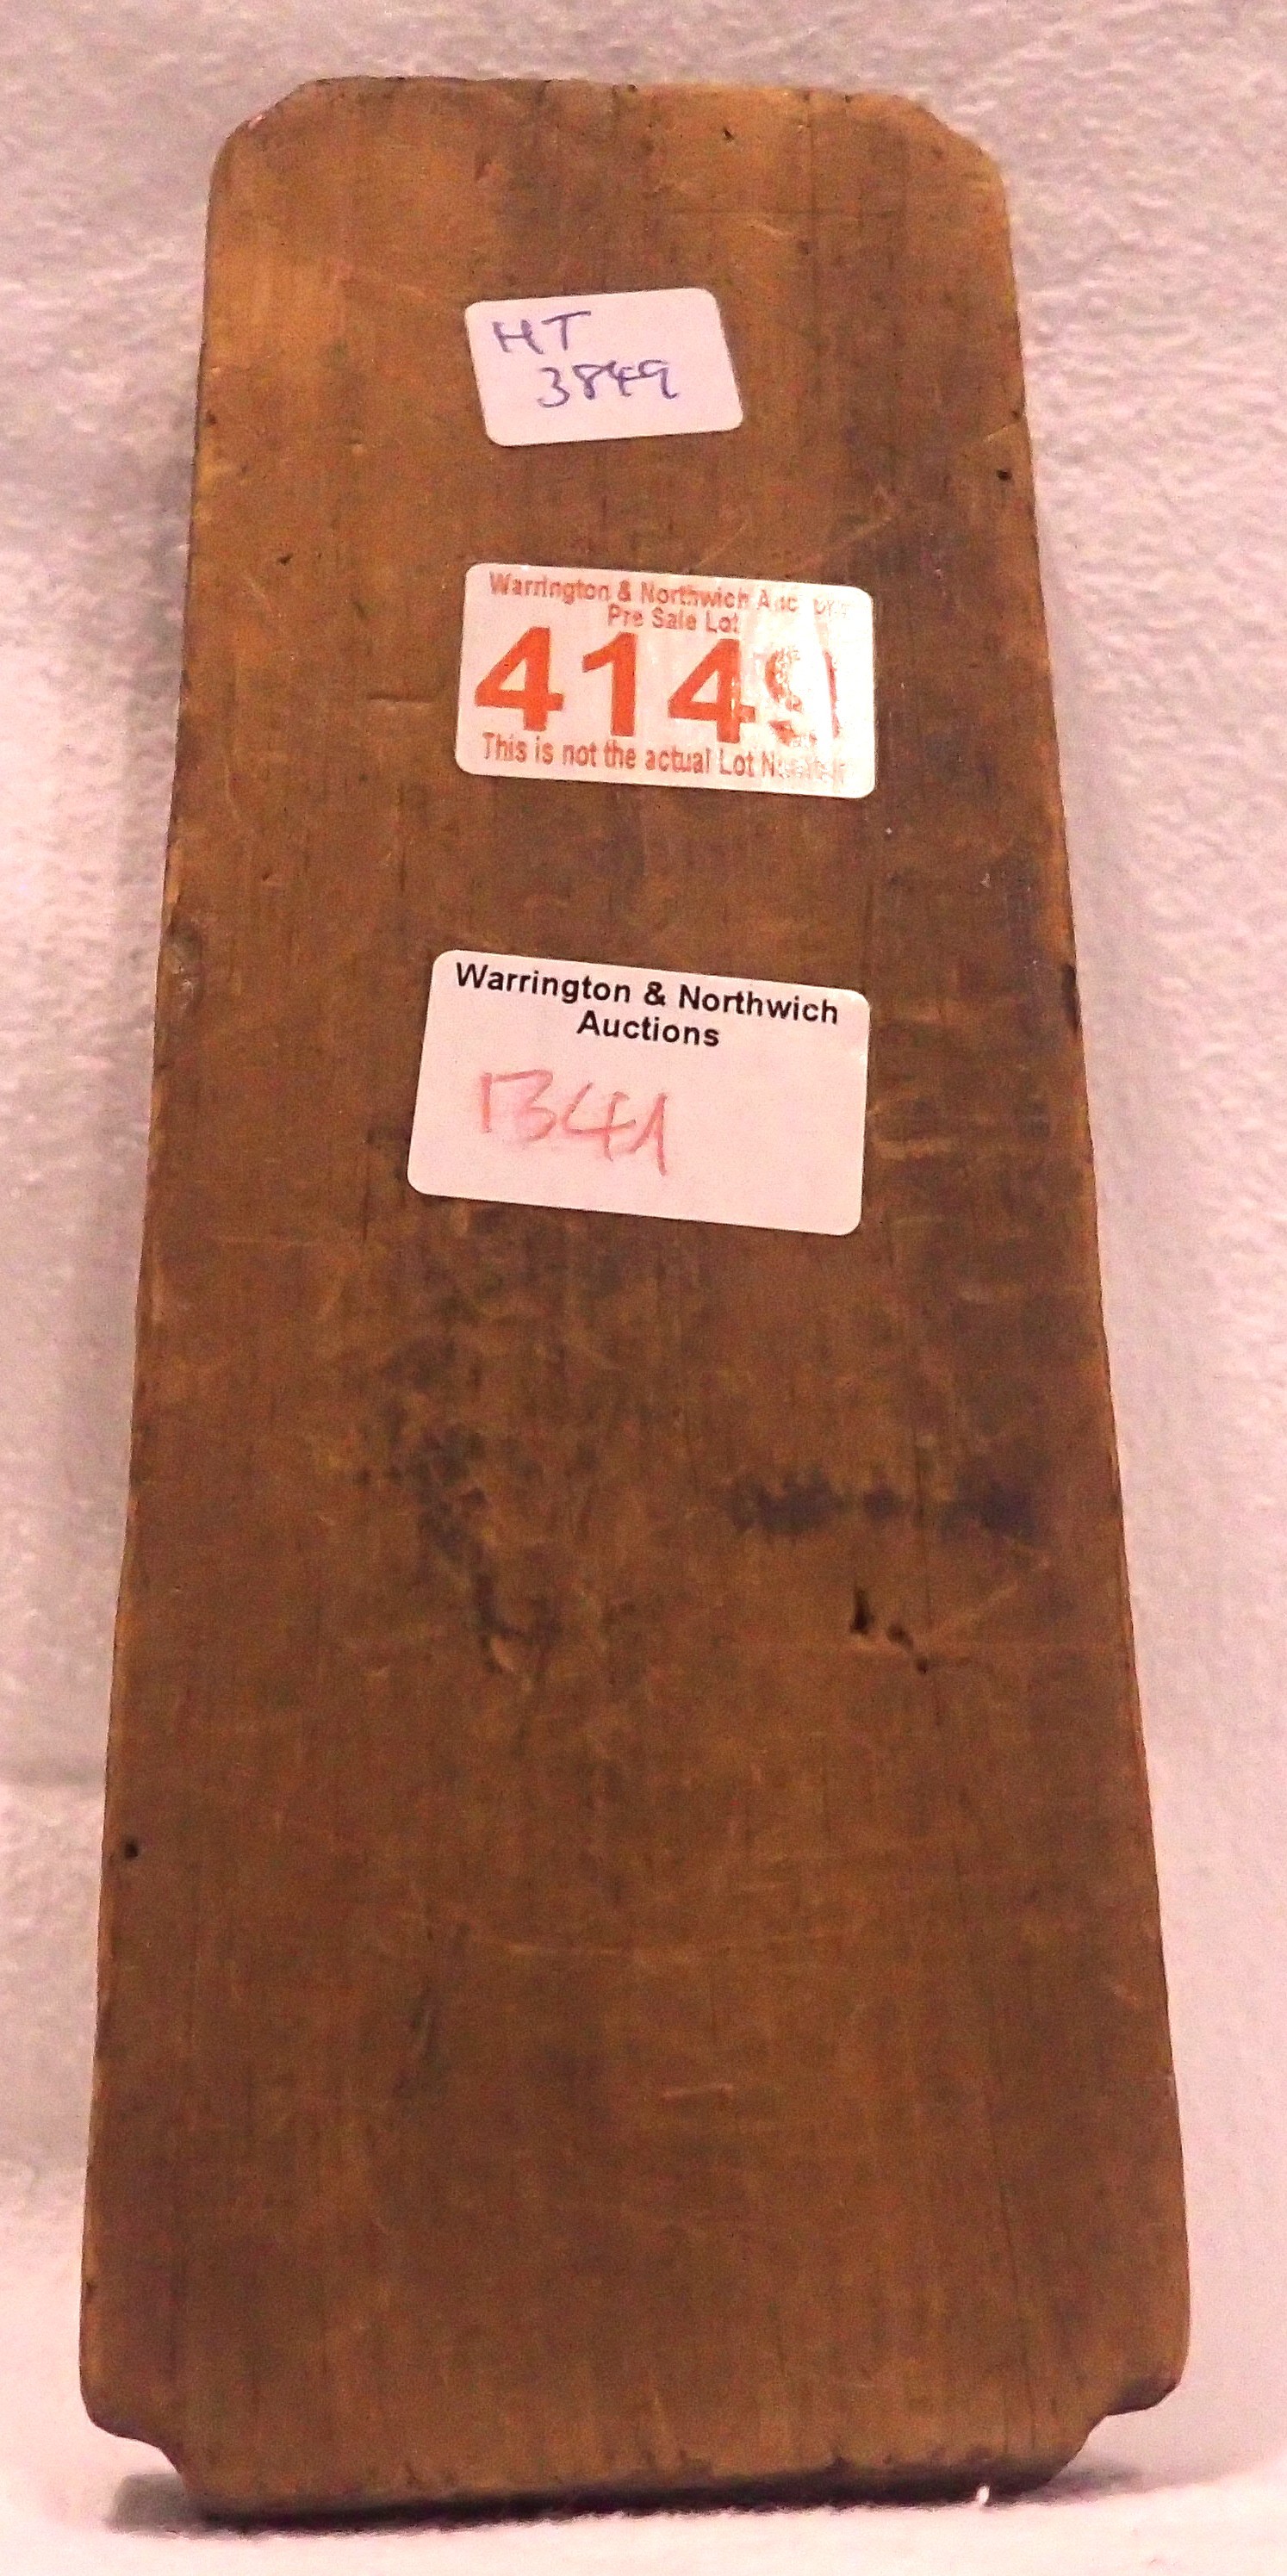 HT
3849
Warrington & Northwich
Pre Sale Lot
414
This is not the actual Lot
Warrington & Northwich
Auctions
1341